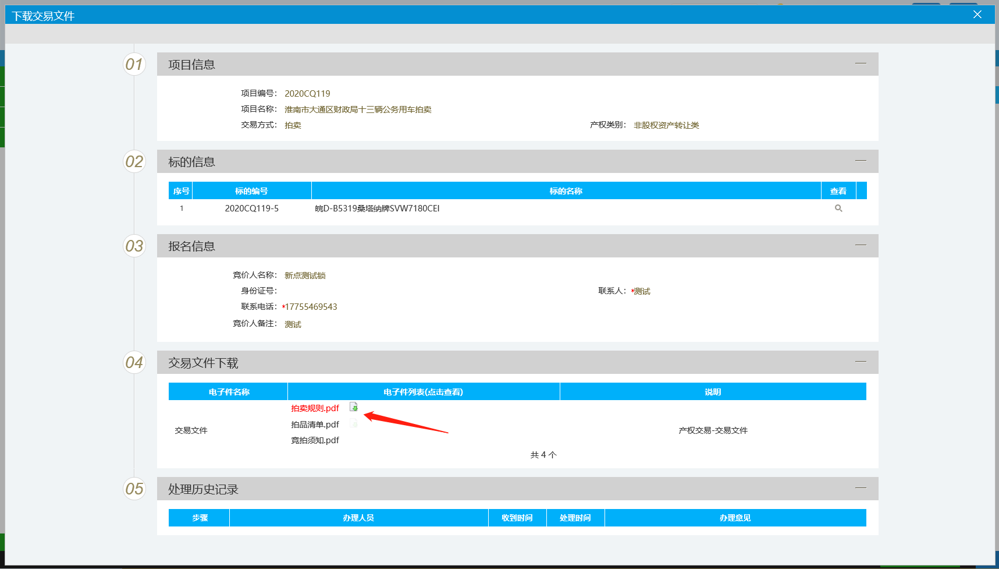 下载交易文件
01 项目信息
项目编号： 2020CQ119
项目名称： 淮南市大通区财政局十三辆公务用车拍卖
交易方式： 拍卖 产权类别： 非股权资产转让类
02 标的信息
序号 标的编号 标的名称 查看
1 2020CQ119-5 皖D-B5319桑塔纳牌SVW7180CEI
03 报名信息
竞价人名称： 新点测试锁
身份证号： 联系人： *测试
联系电话： *17755469543
竞价人备注： 测试
04 交易文件下载
电子件名称 电子件列表(点击查看) 说明
拍卖规则.pdf
拍品清单.pdf
交易文件 产权交易-交易文件
竞拍须知.pdf
共 4 个
05 处理历史记录
步骤 办理人员 收到时间 处理时间 办理意见